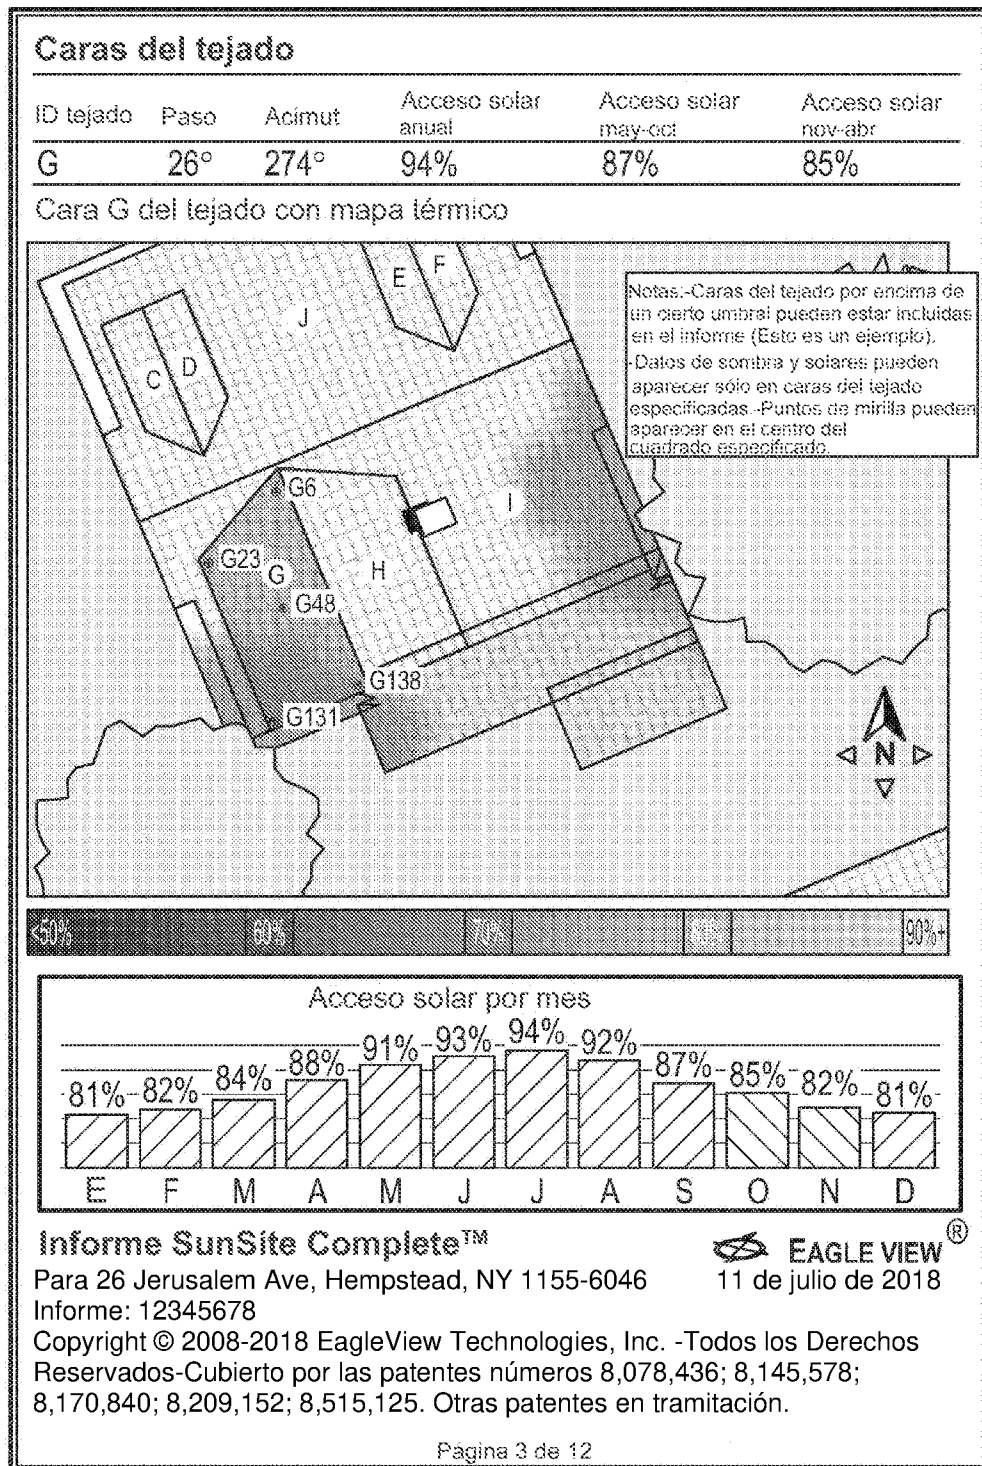 Caras del tejado
ID tejado Paso Acimut Acceso solar anual Acceso solar may-oct Acceso solar nov-abr
G 26° 274° 94% 87% 85%
Cara G del tejado con mapa térmico
E F
J
C D
Notas:-Caras del tejado por encima de
un cierto umbral pueden estar incluidas
en el informe (Esto es un ejemplo).
-Datos de sombra y solares pueden
aparecer sólo en caras del tejado
especificadas.-Puntos de mirilla pueden
aparecer en el centro del
cuadrado especificado.
G6
I
G23 G H
G48
G138
G131
N
<50% 60% 70% 80% 90%+
Acceso solar por mes
81% 82% 84% 88% 91% 93% 94% 92% 87% 85% 82% 81%
E F M A M J J A S O N D
Informe SunSite Complete™
EAGLE VIEW®
Para 26 Jerusalem Ave, Hempstead, NY 1155-6046 11 de julio de 2018
Informe: 12345678
Copyright © 2008-2018 EagleView Technologies, Inc. -Todos los Derechos
Reservados-Cubierto por las patentes números 8,078,436; 8,145,578;
8,170,840; 8,209,152; 8,515,125. Otras patentes en tramitación.
Página 3 de 12